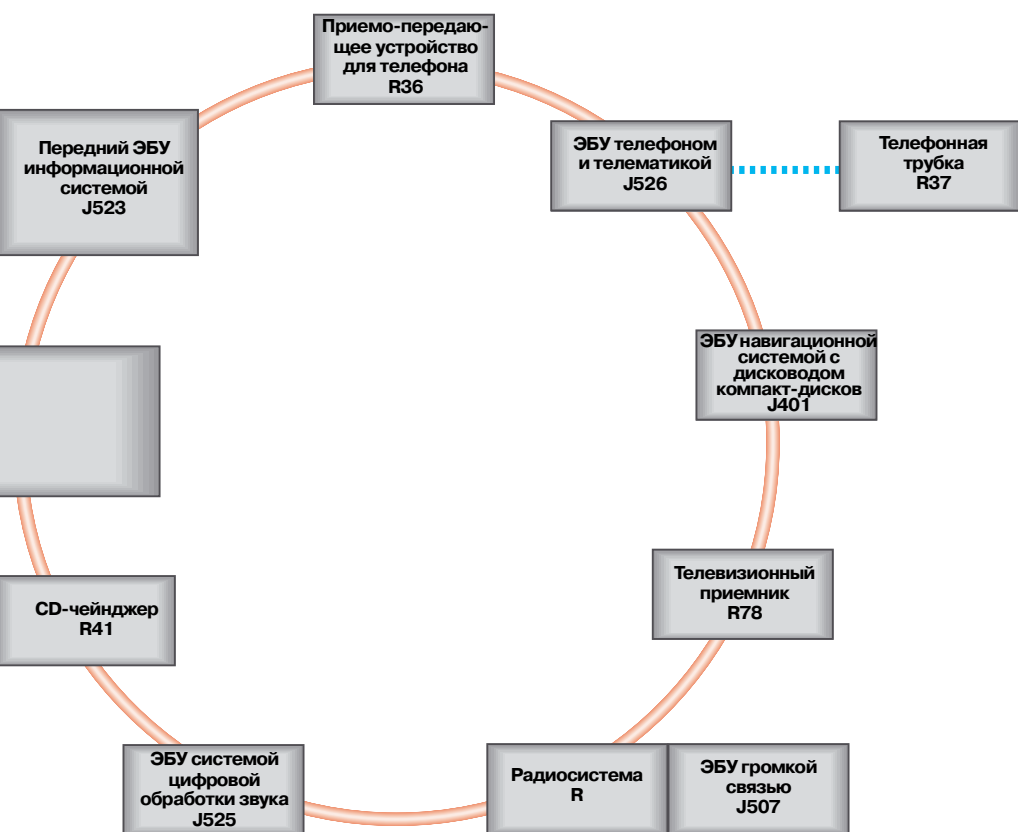 Приемо-передаю-
щее устройство
для телефона
R36
Передний ЭБУ
информационной
системой
J523
ЭБУ телефоном
и телематикой
J526
Телефонная
трубка
R37
ЭБУ навигационной
системой с
дисководом
компакт-дисков
J401
Телевизионный
приемник
R78
CD-чейнджер
R41
ЭБУ системой
цифровой
обработки звука
J525
Радиосистема
R
ЭБУ громкой
связью
J507